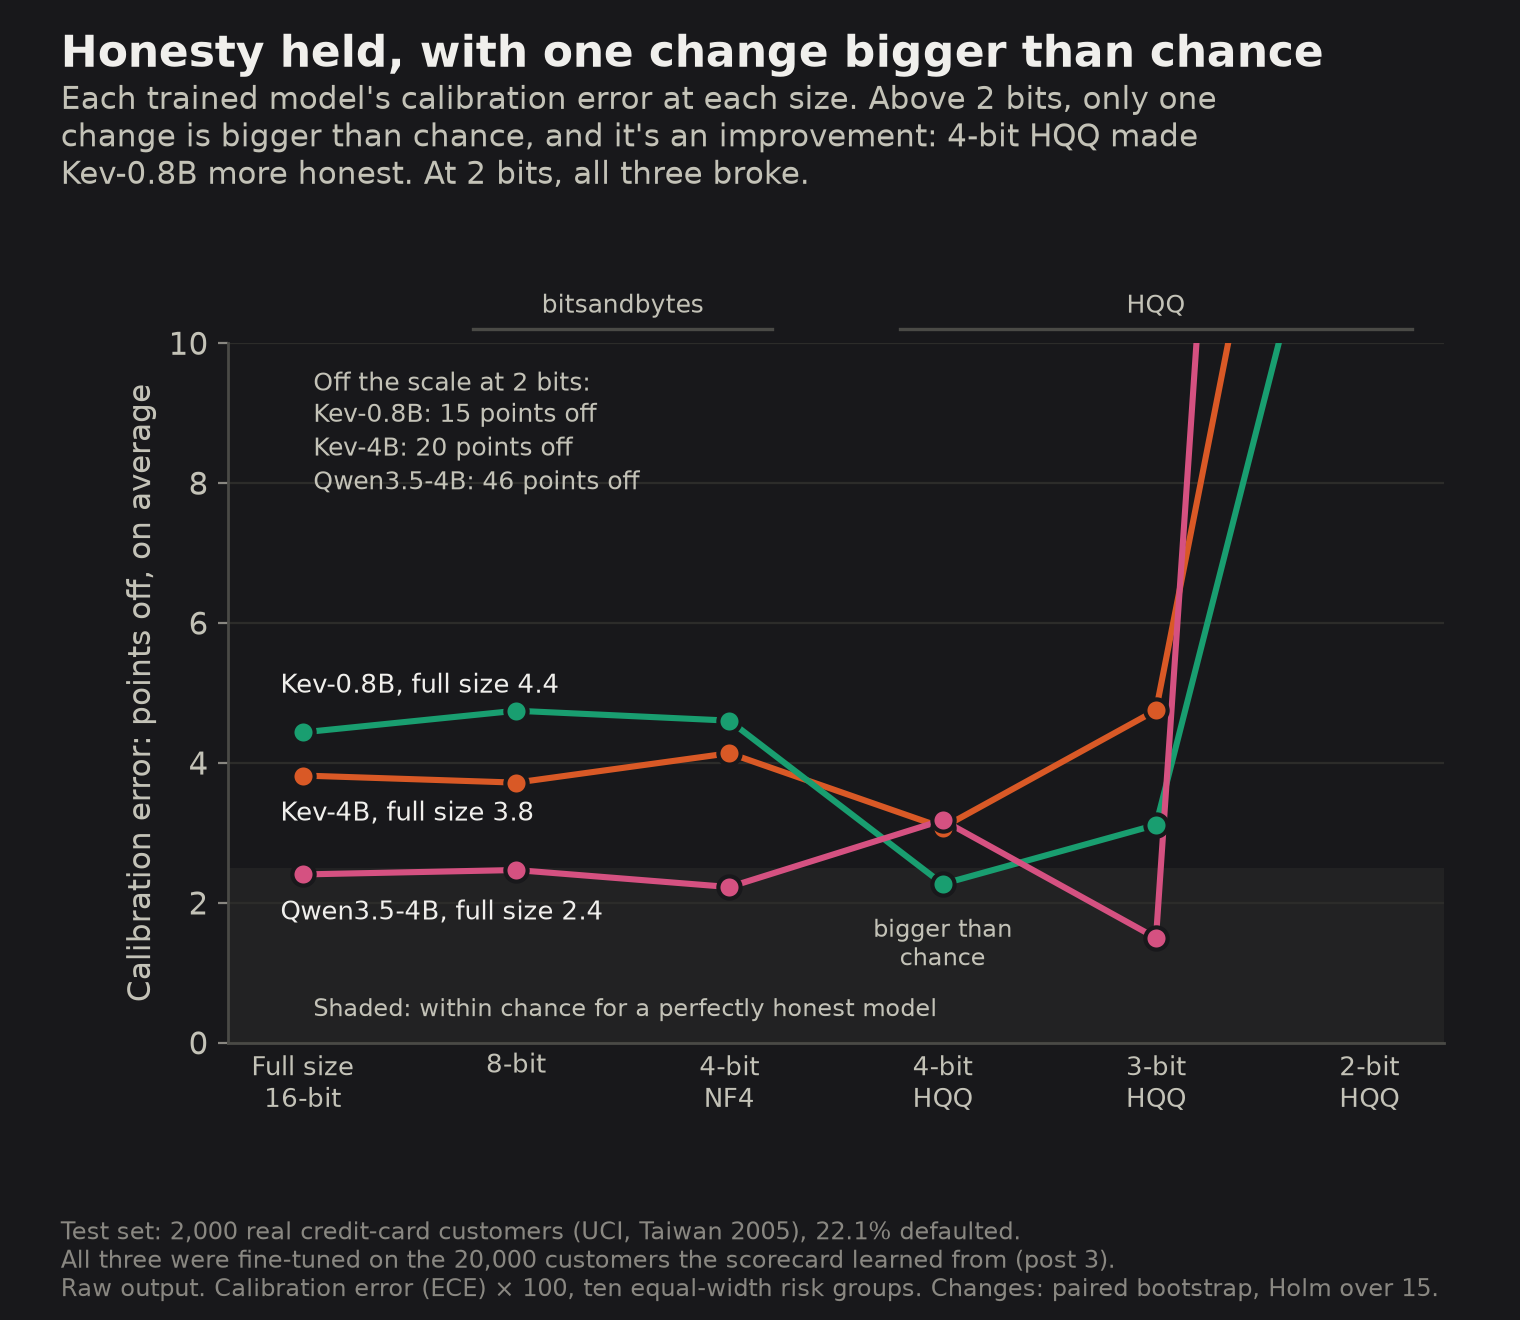 Honesty held, with one change bigger than chance
Each trained model's calibration error at each size. Above 2 bits, only one
change is bigger than chance, and it's an improvement: 4-bit HQQ made
Kev-0.8B more honest. At 2 bits, all three broke.
bitsandbytes
HQQ
Calibration error: points off, on average
10
8
6
4
2
0
Off the scale at 2 bits:
Kev-0.8B: 15 points off
Kev-4B: 20 points off
Qwen3.5-4B: 46 points off
Kev-0.8B, full size 4.4
Kev-4B, full size 3.8
Qwen3.5-4B, full size 2.4
bigger than
chance
Shaded: within chance for a perfectly honest model
Full size
16-bit
8-bit
4-bit
NF4
4-bit
HQQ
3-bit
HQQ
2-bit
HQQ
Test set: 2,000 real credit-card customers (UCI, Taiwan 2005), 22.1% defaulted.
All three were fine-tuned on the 20,000 customers the scorecard learned from (post 3).
Raw output. Calibration error (ECE) × 100, ten equal-width risk groups. Changes: paired bootstrap, Holm over 15.